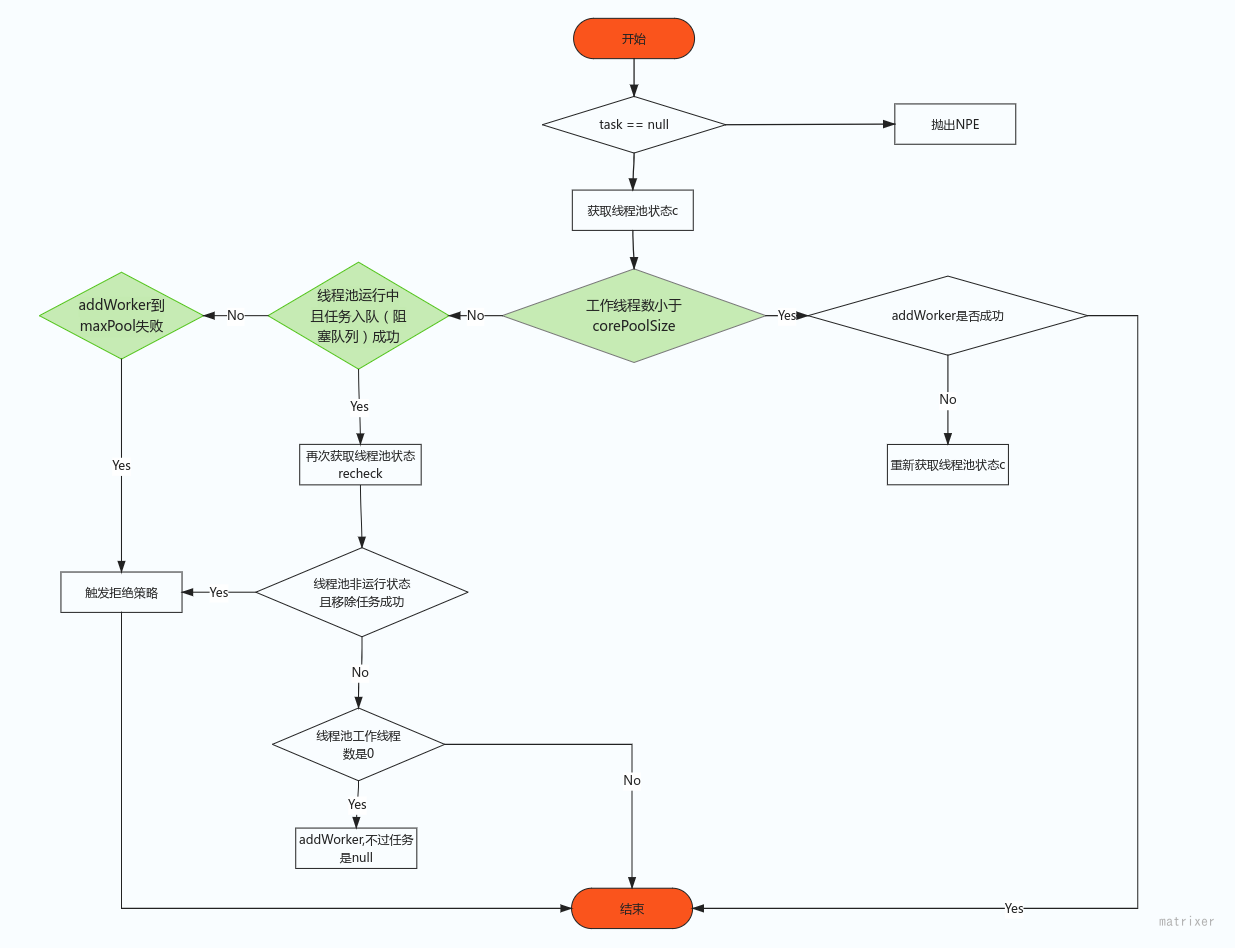 开始
task == null
抛出NPE
获取线程池状态c
addWorker到
maxPool失败
No
线程池运行中
且任务入队（阻
塞队列）成功
No
工作线程数小于
corePoolSize
Yes
addWorker是否成功
Yes
No
再次获取线程池状态
recheck
重新获取线程池状态c
Yes
触发拒绝策略
Yes
线程池非运行状态
且移除任务成功
No
线程池工作线程
数是0
No
Yes
addWorker,不过任务
是null
结束
Yes
matrixer